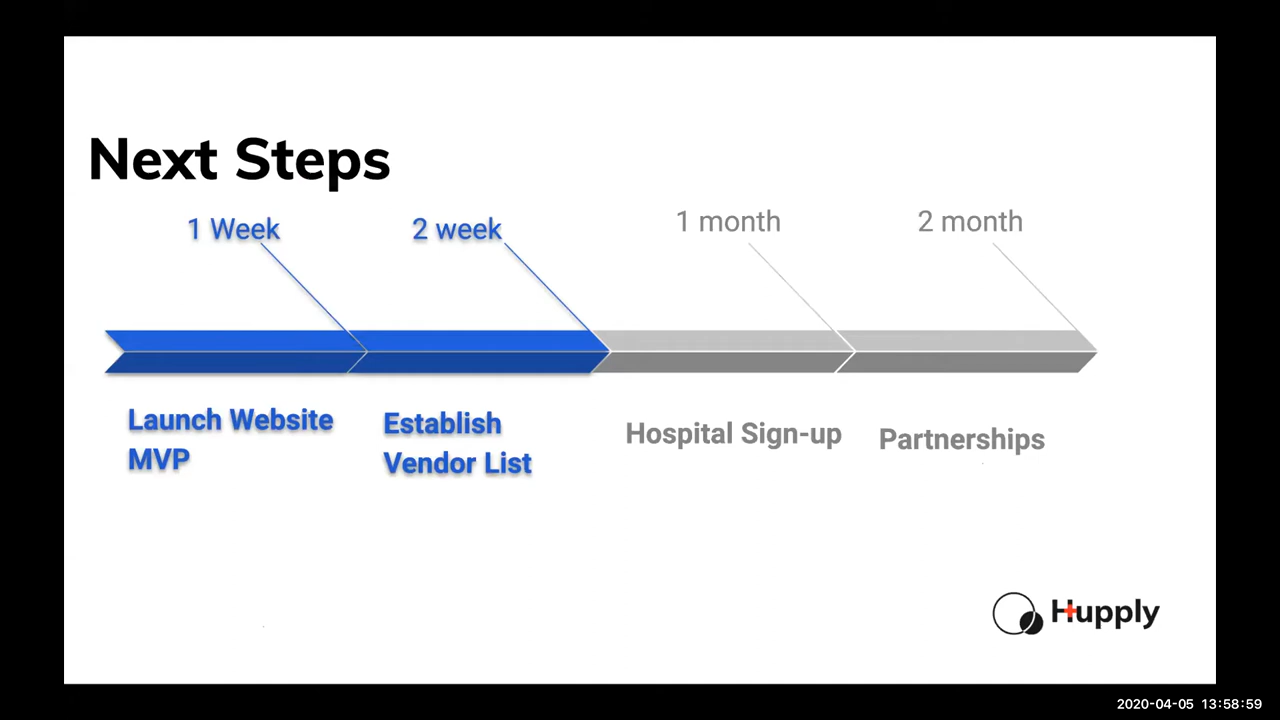 Next Steps
1 Week
2 week
1 month
2 month
Launch Website
MVP
Establish
Vendor List
Hospital Sign-up
Partnerships
Hupply
2020-04-05 13:58:59